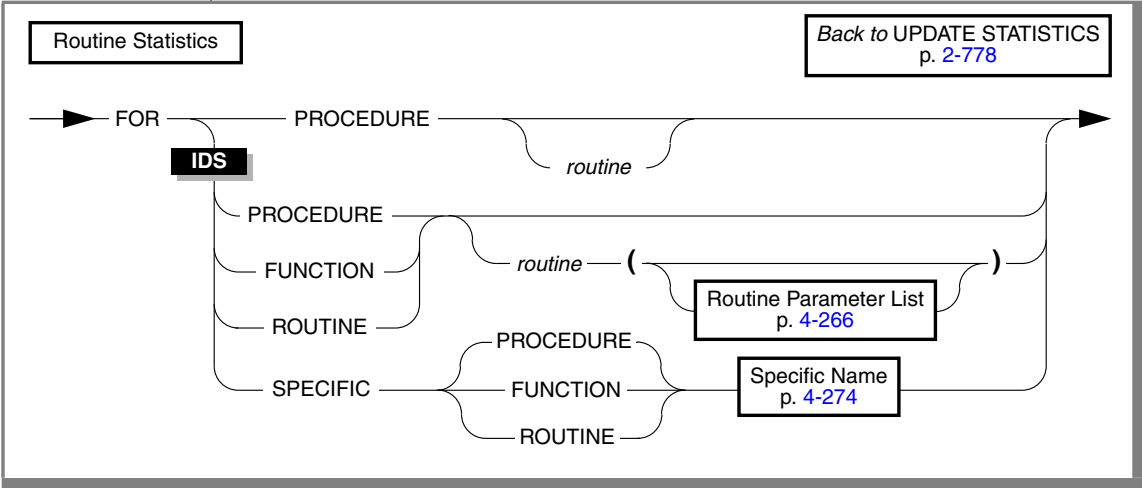 Routine Statistics
Back to UPDATE STATISTICS
p. 2-778
FOR PROCEDURE
routine
IDS
PROCEDURE
FUNCTION
routine ( )
Routine Parameter List
p. 4-266
ROUTINE
PROCEDURE
SPECIFIC FUNCTION
Specific Name
p. 4-274
ROUTINE